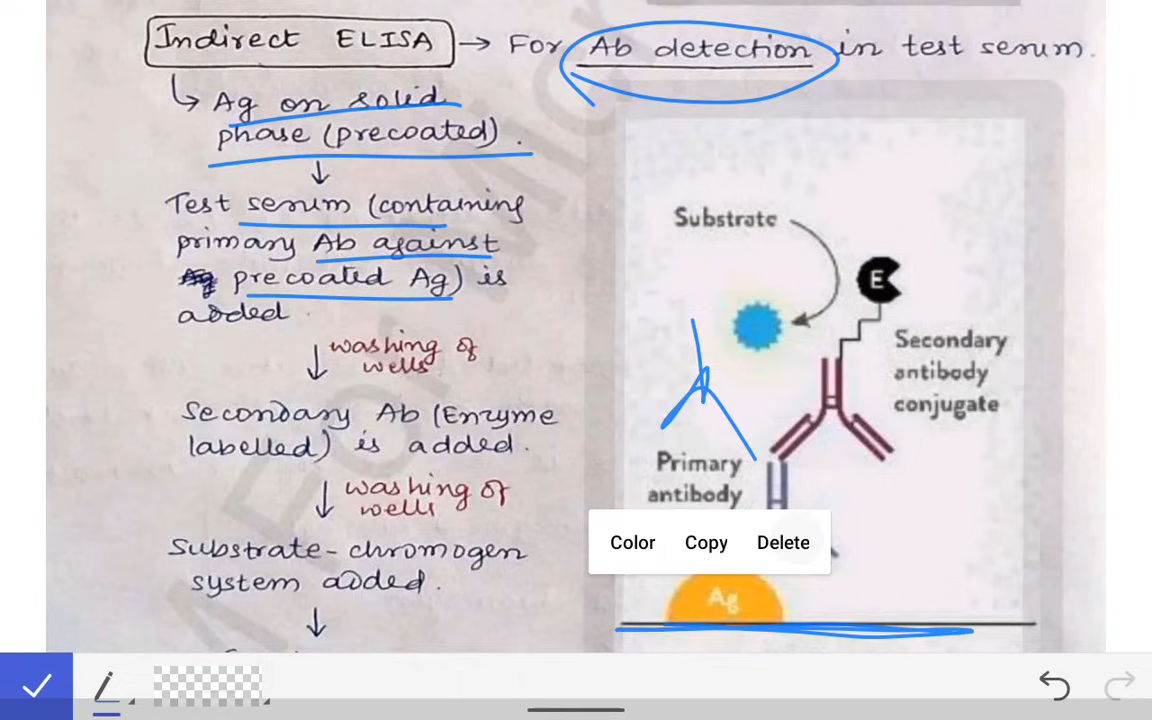 Indirect ELISA → For Ab detection in test serum.
↳ Ag on solid
phase (precoated).
↓
Test serum (containing
primary Ab against
precoated Ag) is
added
↓ washing of
wells
Secondary Ab (Enzyme
labelled) is added.
↓ washing of
wells
Substrate-chromogen
system added.
↓
Substrate
E
Secondary
antibody
conjugate
Primary
antibody
Color Copy Delete
Ag